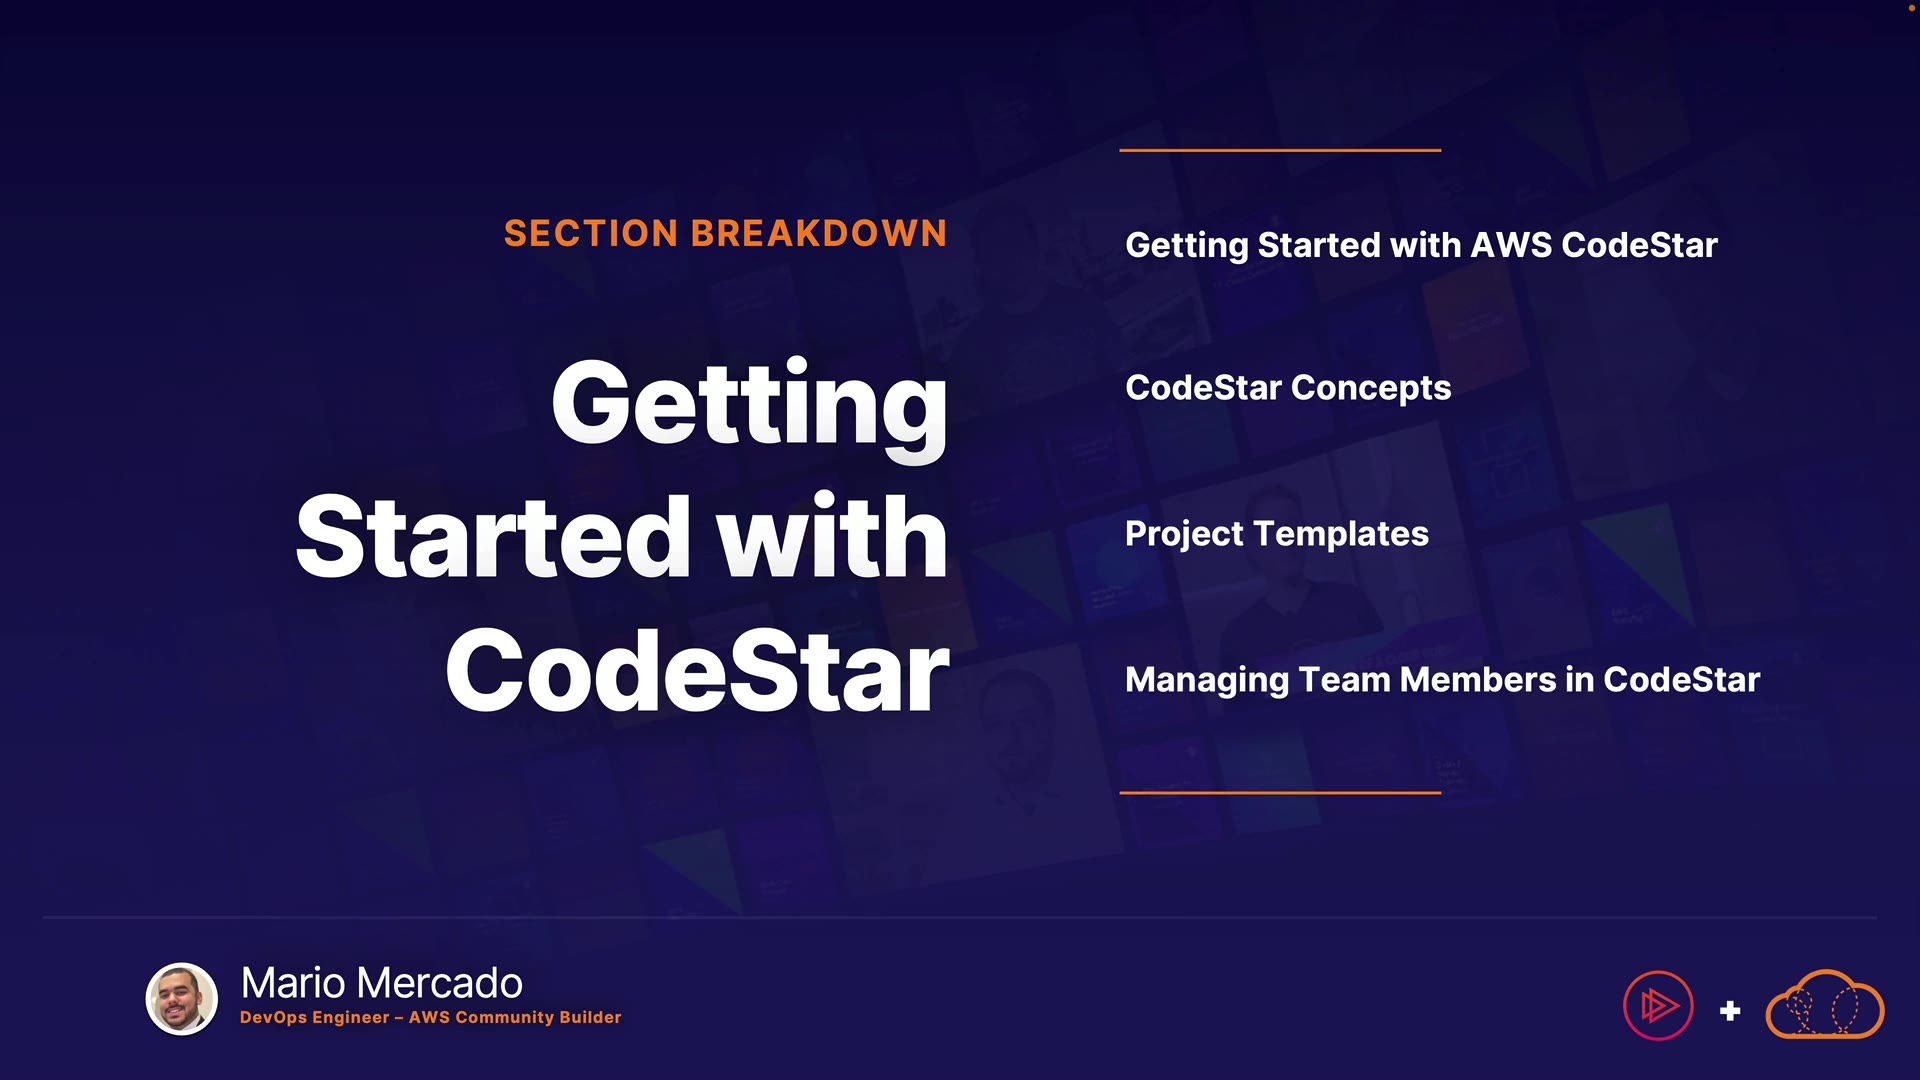 SECTION BREAKDOWN
Getting
Started with
CodeStar
Getting Started with AWS CodeStar
CodeStar Concepts
Project Templates
Managing Team Members in CodeStar
Mario Mercado
DevOps Engineer – AWS Community Builder